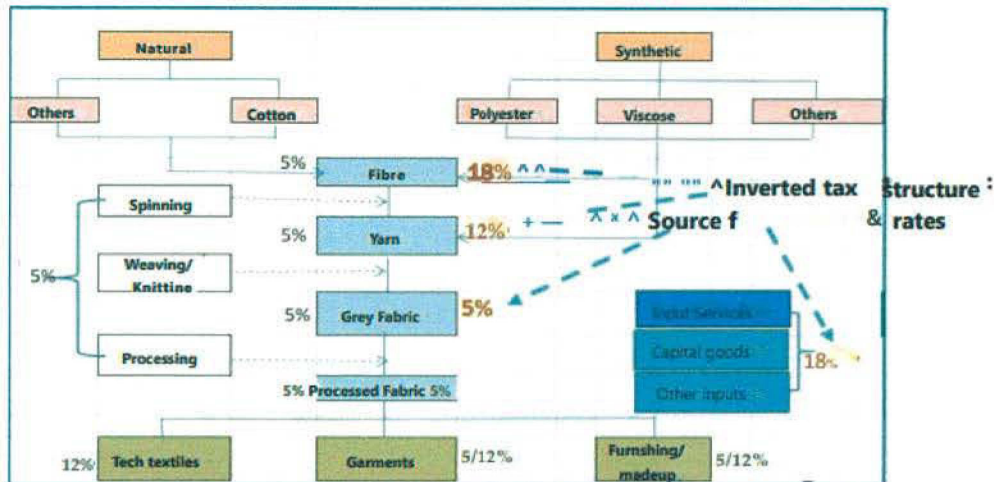 Natural
Synthetic
Others
Cotton
Polyester
Viscose
Others
5%
Fibre
18% ^ ^
"" "" ^Inverted tax structure :
Spinning
5%
Yarn
12% + — ^ x ^ Source f & rates
5%
Weaving/
Knittine
5%
Grey Fabric
5%
Input Services
Capital goods
Other inputs
18%
Processing
5% Processed Fabric 5%
12%
Tech textiles
Garments
5/12%
Furnshing/
madeup
5/12%